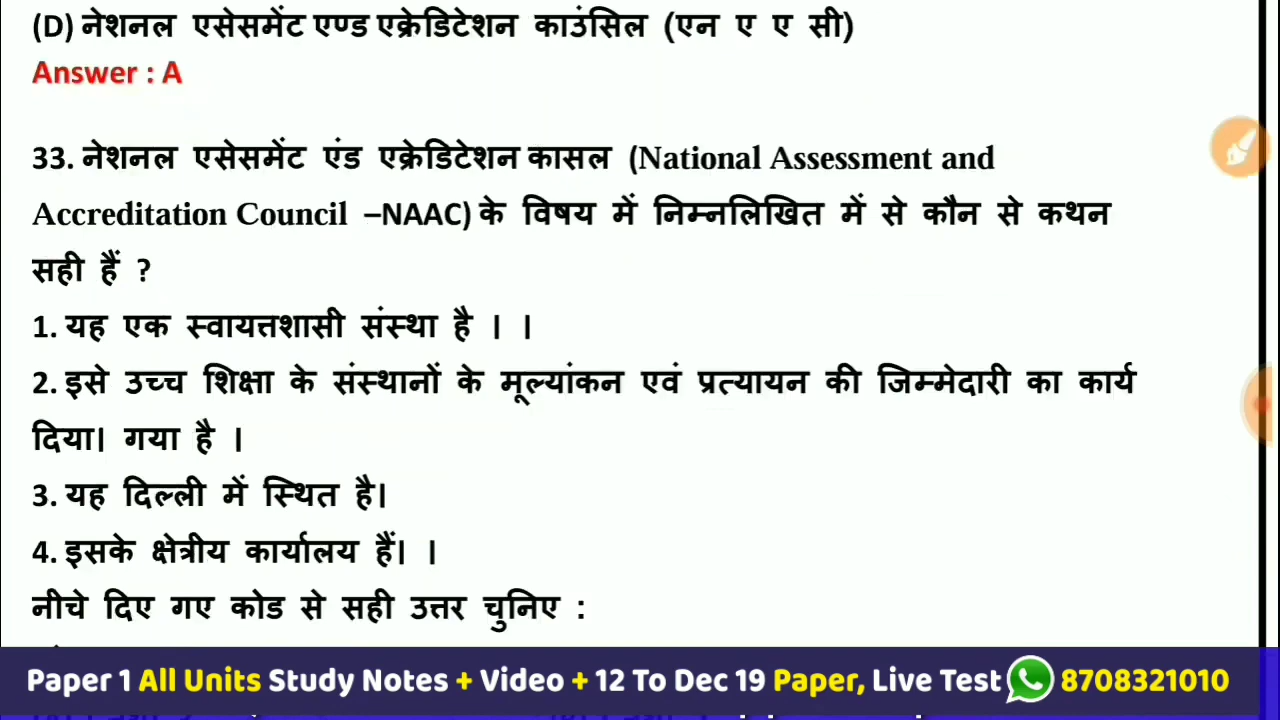 (D) नेशनल एसेसमेंट एण्ड एक्रेडिटेशन काउंसिल (एन ए ए सी)
Answer : A
33. नेशनल एसेसमेंट एंड एक्रेडिटेशन कासल (National Assessment and
Accreditation Council –NAAC) के विषय में निम्नलिखित में से कौन से कथन
सही हैं ?
1. यह एक स्वायत्तशासी संस्था है । ।
2. इसे उच्च शिक्षा के संस्थानों के मूल्यांकन एवं प्रत्यायन की जिम्मेदारी का कार्य
दिया। गया है ।
3. यह दिल्ली में स्थित है।
4. इसके क्षेत्रीय कार्यालय हैं। ।
नीचे दिए गए कोड से सही उत्तर चुनिए :
Paper 1 All Units Study Notes + Video + 12 To Dec 19 Paper, Live Test 8708321010